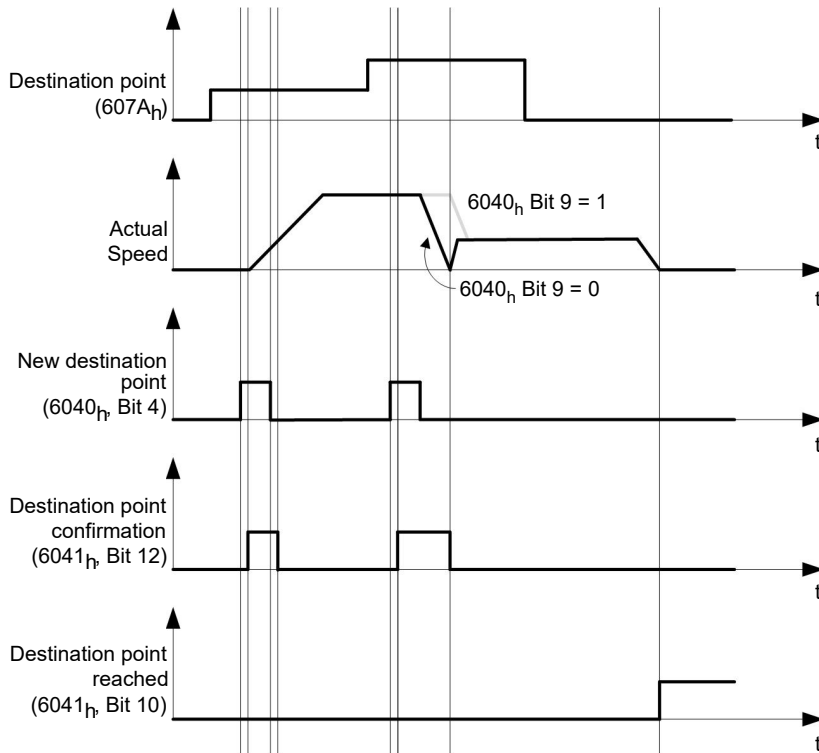 Destination point
(607Ah)
t
Actual
Speed
6040h Bit 9 = 1
6040h Bit 9 = 0
t
New destination
point
(6040h, Bit 4)
t
Destination point
confirmation
(6041h, Bit 12)
t
Destination point
reached
(6041h, Bit 10)
t